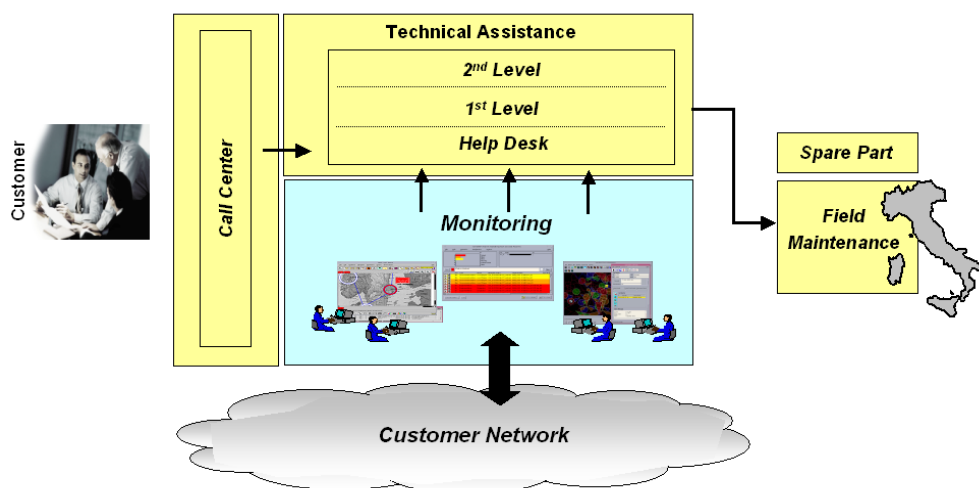 Technical Assistance
2nd Level
1st Level
Help Desk
Customer
Call Center
Spare Part
Monitoring
Field
Maintenance
Customer Network